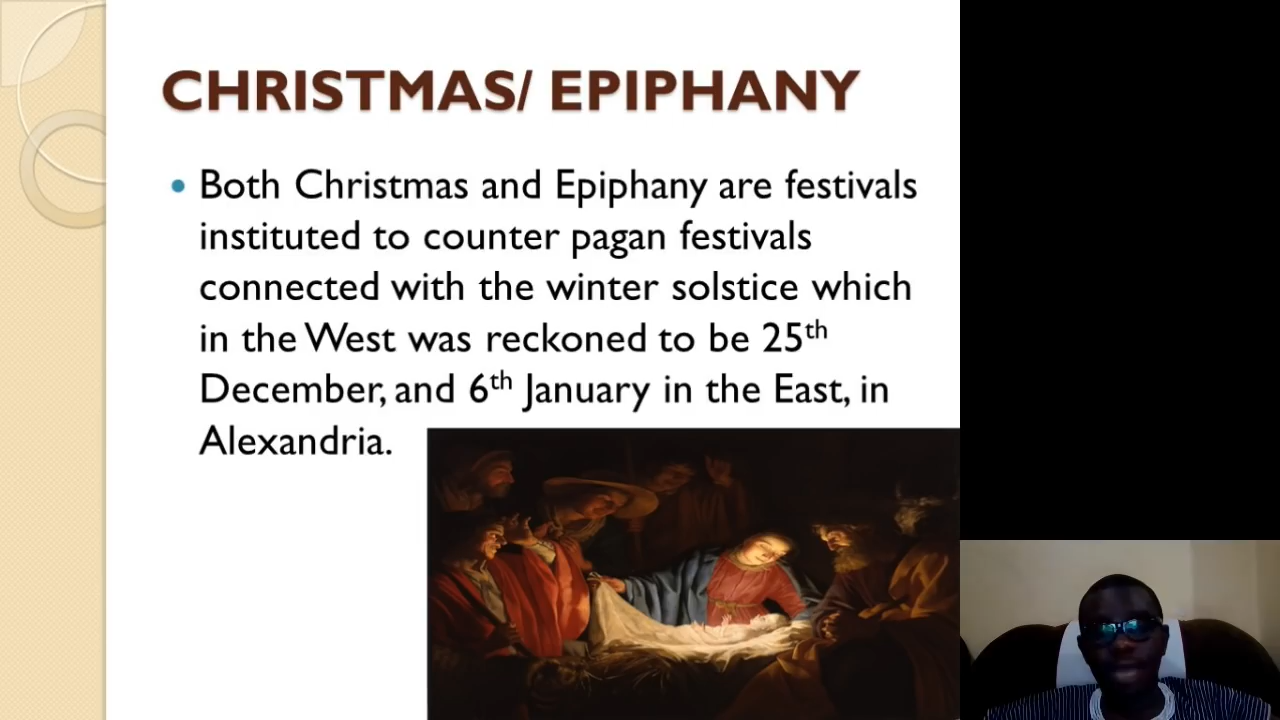 CHRISTMAS/ EPIPHANY
• Both Christmas and Epiphany are festivals
instituted to counter pagan festivals
connected with the winter solstice which
in the West was reckoned to be 25th
December, and 6th January in the East, in
Alexandria.